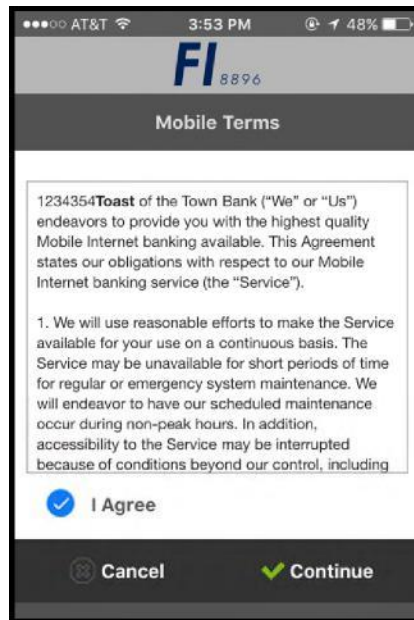 AT&T 3:53 PM 48%
FI 8896
Mobile Terms
1234354Toast of the Town Bank ("We" or "Us")
endeavors to provide you with the highest quality
Mobile Internet banking available. This Agreement
states our obligations with respect to our Mobile
Internet banking service (the "Service").
1. We will use reasonable efforts to make the Service
available for your use on a continuous basis. The
Service may be unavailable for short periods of time
for regular or emergency system maintenance. We
will endeavor to have our scheduled maintenance
occur during non-peak hours. In addition,
accessibility to the Service may be interrupted
because of conditions beyond our control, including
I Agree
Cancel Continue